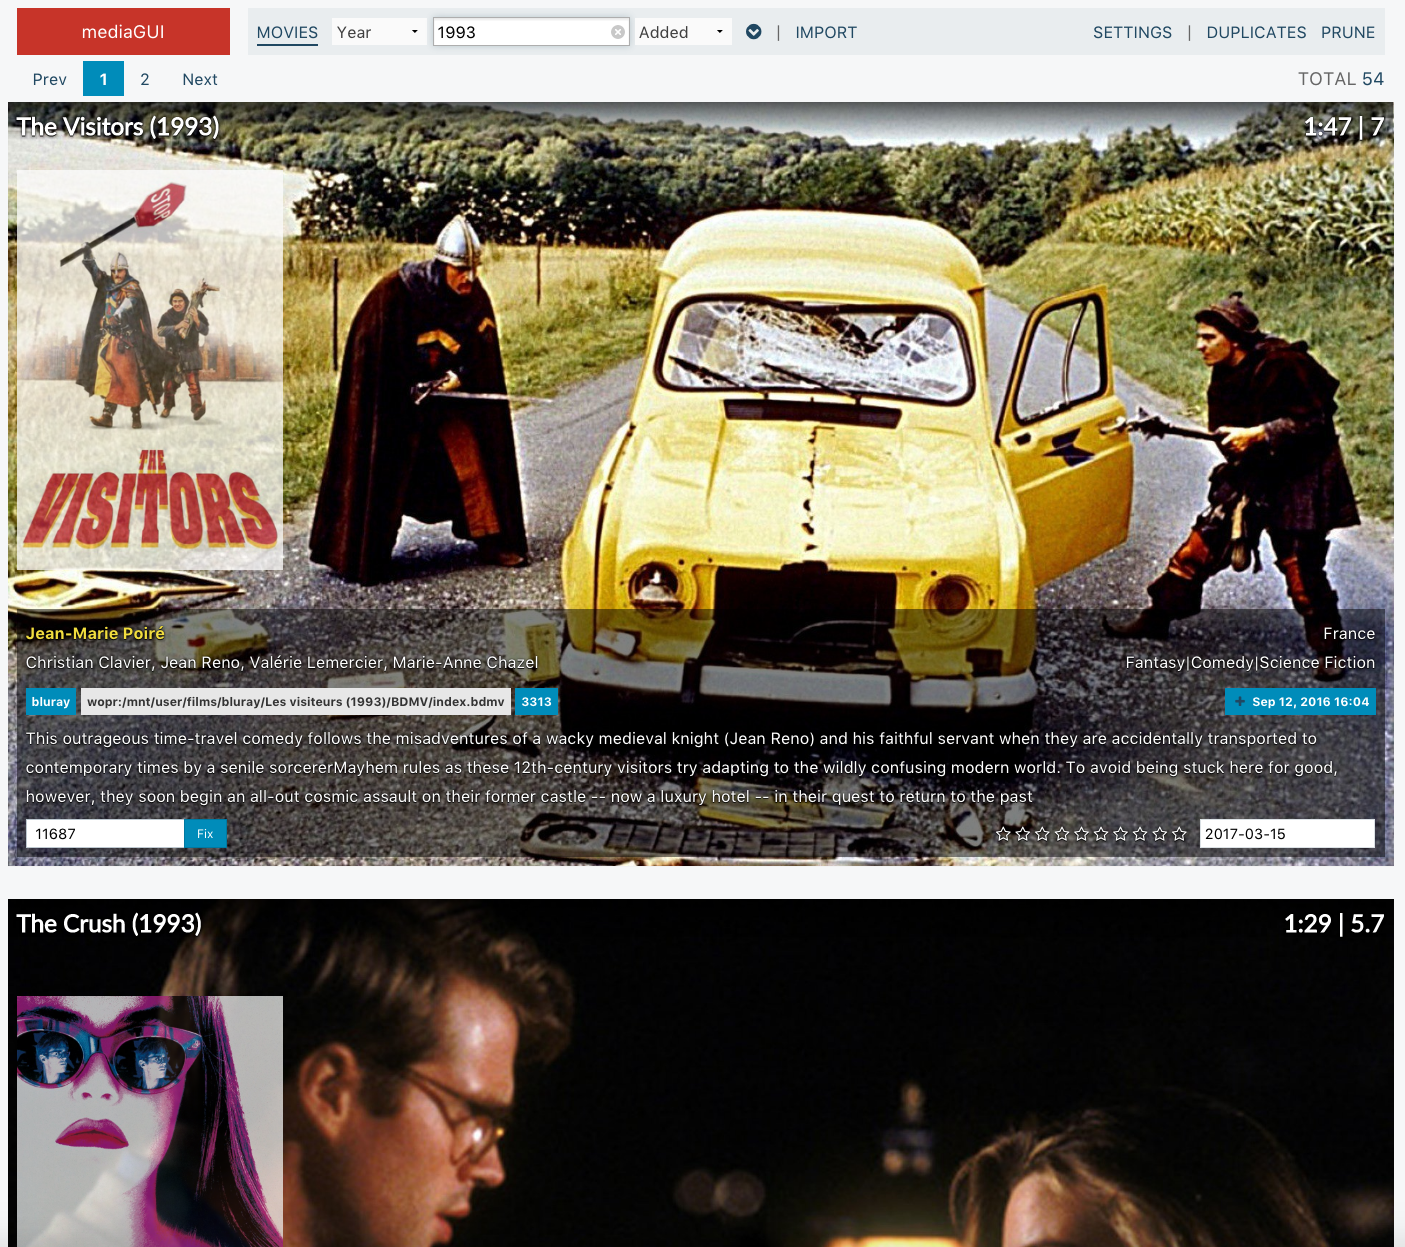 mediaGUI
MOVIES Year 1993 Added | IMPORT SETTINGS | DUPLICATES PRUNE
Prev 1 2 Next TOTAL 54
The Visitors (1993) 1:47 | 7
STOP
THE
VISITORS
Jean-Marie Poiré France
Christian Clavier, Jean Reno, Valérie Lemercier, Marie-Anne Chazel Fantasy|Comedy|Science Fiction
bluray wopr:/mnt/user/films/bluray/Les visiteurs (1993)/BDMV/index.bdmv 3313 + Sep 12, 2016 16:04
This outrageous time-travel comedy follows the misadventures of a wacky medieval knight (Jean Reno) and his faithful servant when they are accidentally transported to
contemporary times by a senile sorcererMayhem rules as these 12th-century visitors try adapting to the wildly confusing modern world. To avoid being stuck here for good,
however, they soon begin an all-out cosmic assault on their former castle -- now a luxury hotel -- in their quest to return to the past
11687 Fix 2017-03-15
The Crush (1993) 1:29 | 5.7